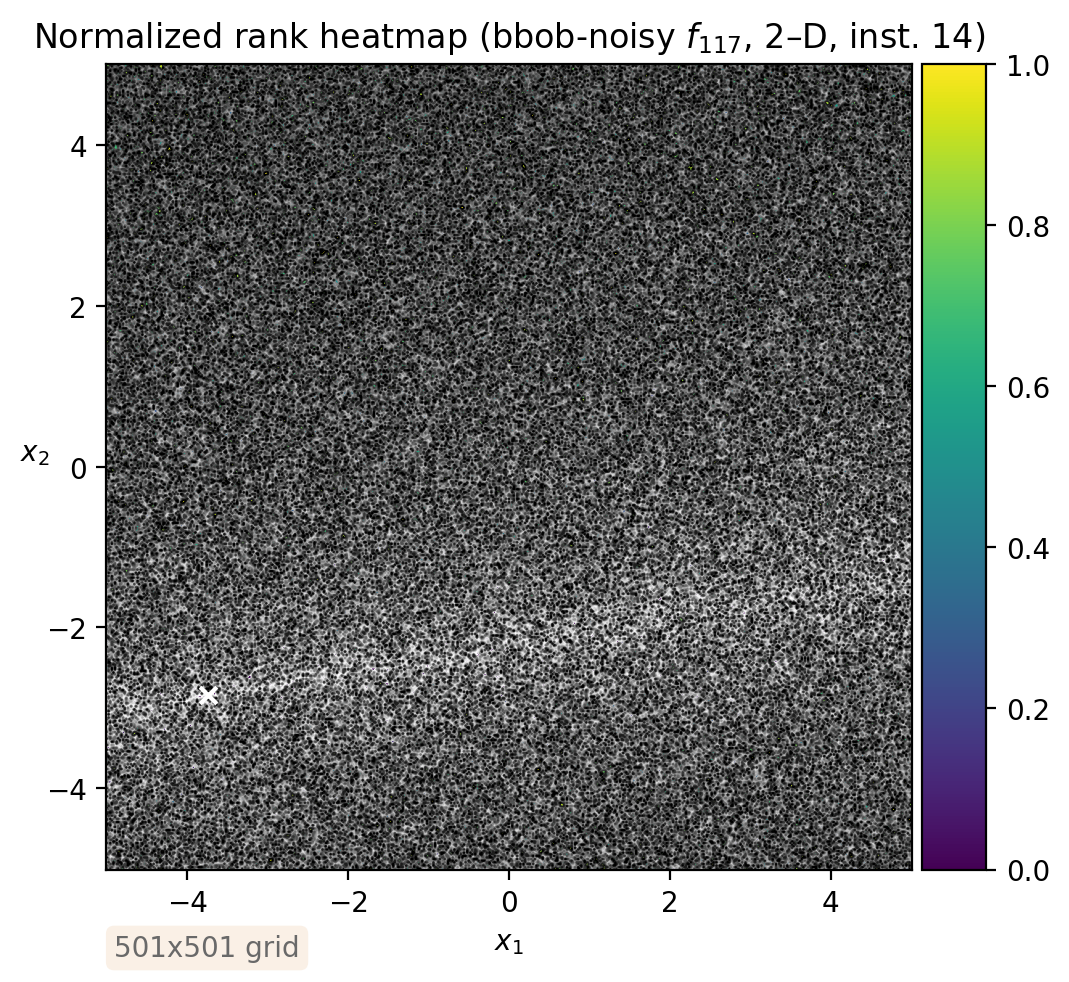 Normalized rank heatmap (bbob-noisy f₁₁₇, 2–D, inst. 14)
1.0
0.8
0.6
0.4
0.2
0.0
4
2
0
−2
−4
x₂
−4 −2 0 2 4
x₁
501x501 grid